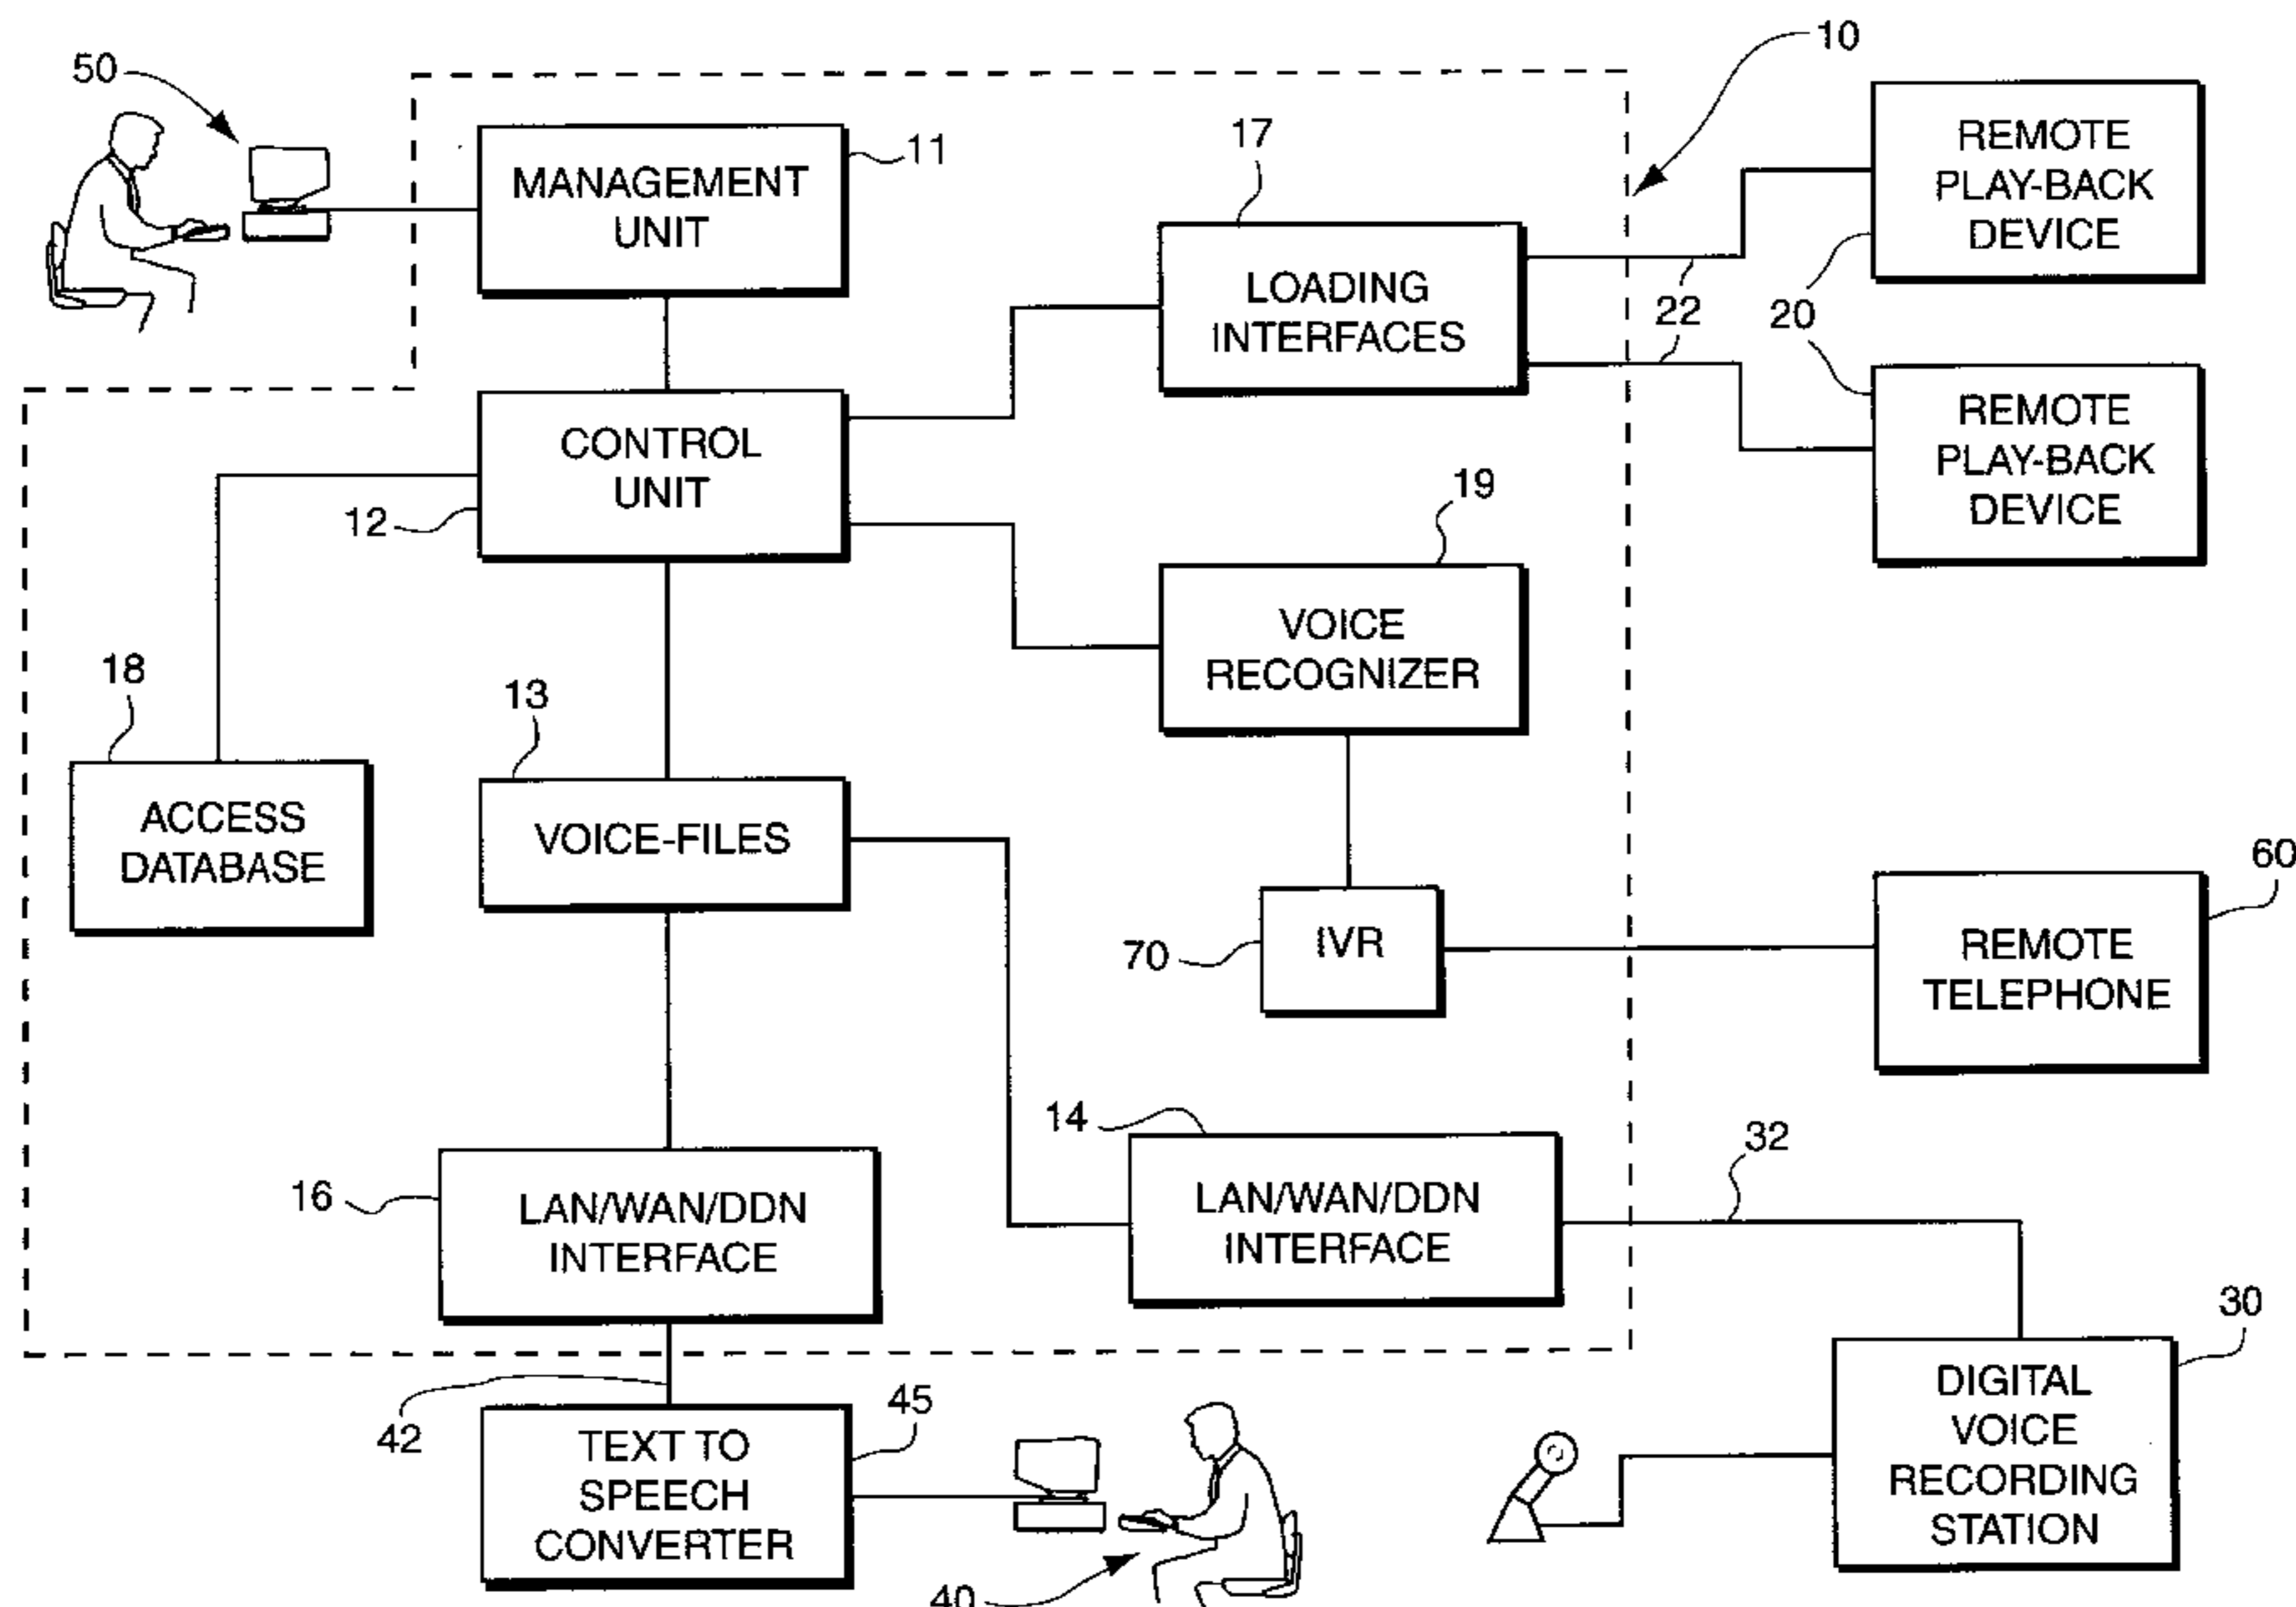 50
10
MANAGEMENT
UNIT
11
17
REMOTE
PLAY-BACK
DEVICE
LOADING
INTERFACES
22
20
CONTROL
UNIT
12
REMOTE
PLAY-BACK
DEVICE
19
VOICE
RECOGNIZER
18
13
ACCESS
DATABASE
VOICE-FILES
60
70
IVR
REMOTE
TELEPHONE
14
32
16
LAN/WAN/DDN
INTERFACE
LAN/WAN/DDN
INTERFACE
30
42
45
TEXT TO
SPEECH
CONVERTER
DIGITAL
VOICE
RECORDING
STATION
40